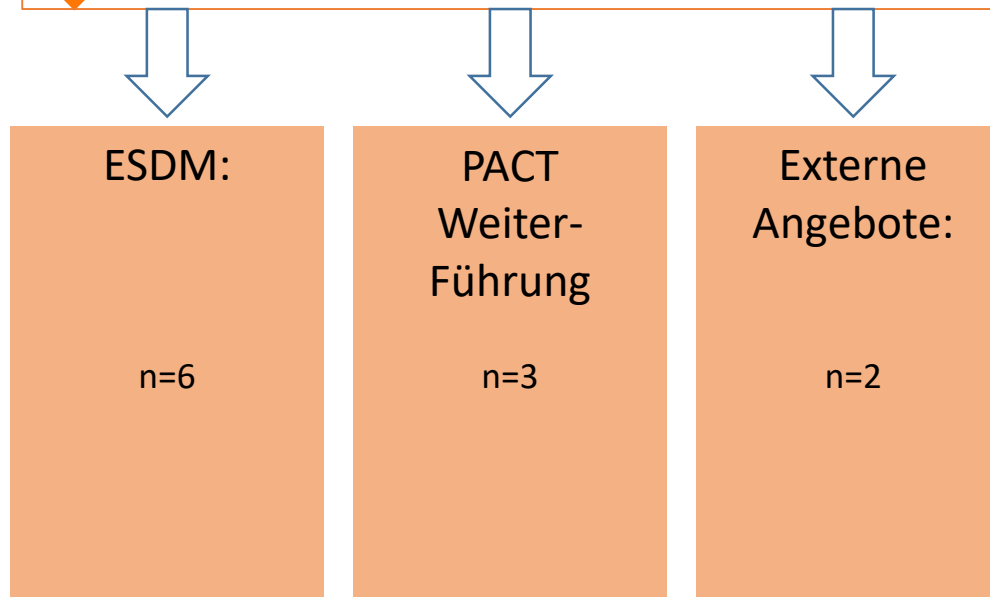 ESDM:
n=6
PACT
Weiter-
Führung
n=3
Externe
Angebote:
n=2